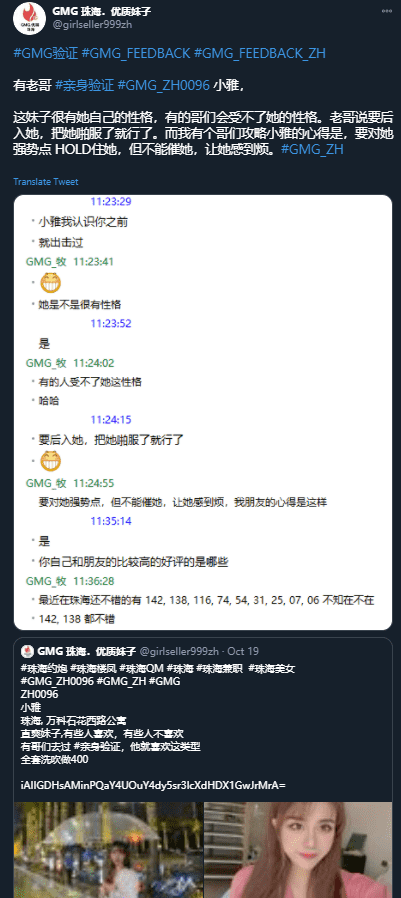 GMG 珠海．优质妹子
@girlseller999zh
#GMG验证 #GMG_FEEDBACK #GMG_FEEDBACK_ZH
有老哥 #亲身验证 #GMG_ZH0096 小雅，
这妹子很有她自己的性格，有的哥们会受不了她的性格。老哥说要后
入她，把她啪服了就行了。而我有个哥们攻略小雅的心得是，要对她
强势点 HOLD住她，但不能催她，让她感到烦。#GMG_ZH
Translate Tweet
11:23:29
小雅我认识你之前
就出击过
GMG_牧 11:23:41
她是不是很有性格
11:23:52
是
GMG_牧 11:24:02
有的人受不了她这性格
哈哈
11:24:15
要后入她，把她啪服了就行了
GMG_牧 11:24:55
要对她强势点，但不能催她，让她感到烦，我朋友的心得是这样
11:35:14
是
你自己和朋友的比较高的好评的是哪些
GMG_牧 11:36:28
最近在珠海还不错的有 142, 138, 116, 74, 54, 31, 25, 07, 06 不知在不在
142, 138 都不错
GMG 珠海．优质妹子 @girlseller999zh · Oct 19
#珠海约炮 #珠海楼凤 #珠海QM #珠海 #珠海兼职 #珠海美女
#GMG_ZH0096 #GMG_ZH #GMG
ZH0096
小雅
珠海, 万科石花西路公寓
直爽妹子,有些人喜欢，有些人不喜欢
有哥们去过 #亲身验证，他就喜欢这类型
全套洗吹做400